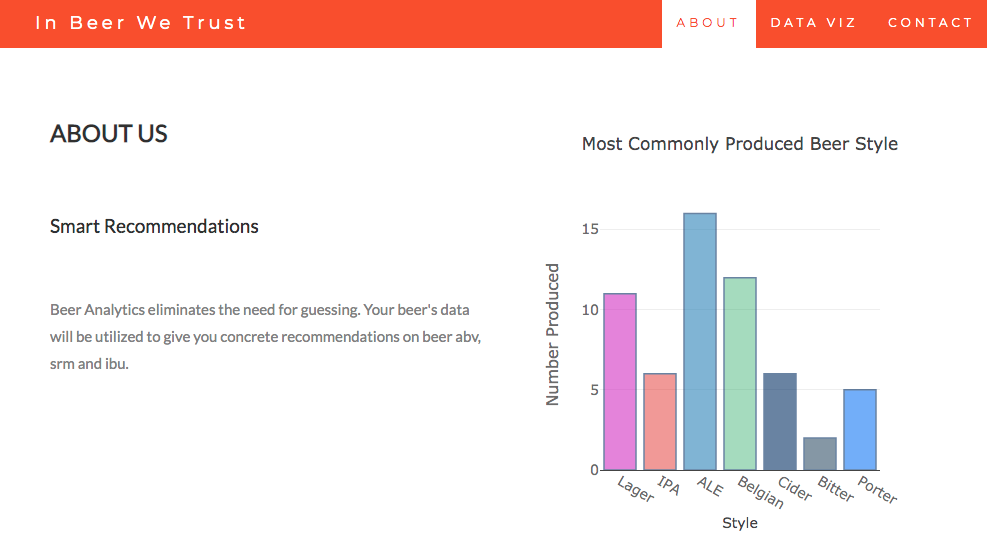 In Beer We Trust
ABOUT
DATA VIZ
CONTACT
ABOUT US
Smart Recommendations
Beer Analytics eliminates the need for guessing. Your beer's data
will be utilized to give you concrete recommendations on beer abv,
srm and ibu.
Most Commonly Produced Beer Style
Number Produced
15
10
5
0
Lager
IPA
ALE
Belgian
Cider
Bitter
Porter
Style